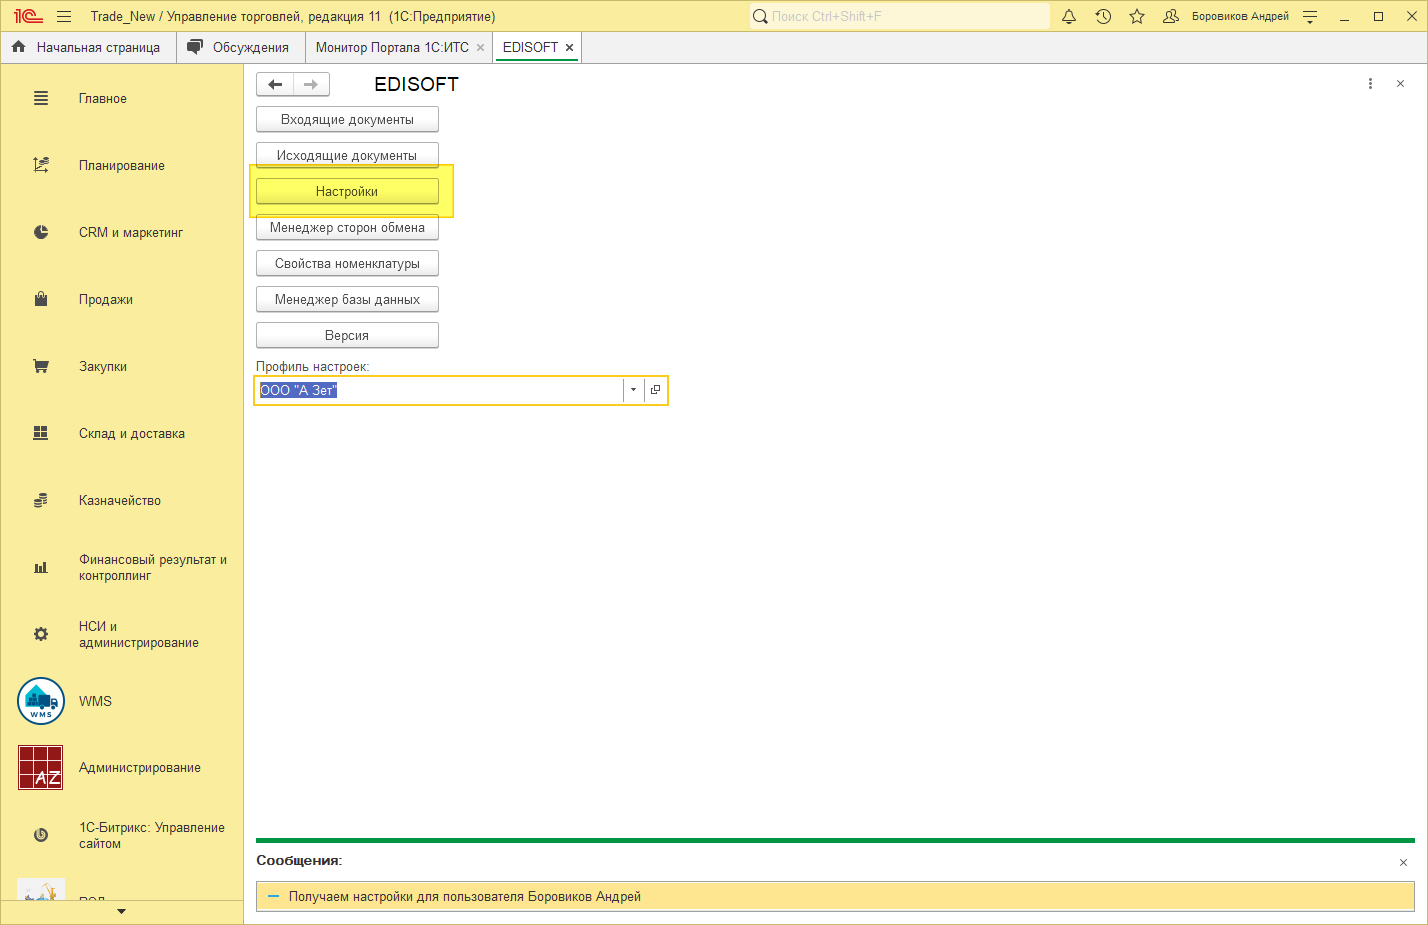 Trade_New / Управление торговлей, редакция 11 (1С:Предприятие)
Поиск Ctrl+Shift+F
Боровиков Андрей
Начальная страница
Обсуждения
Монитор Портала 1С:ИТС
EDISOFT
Главное
Планирование
CRM и маркетинг
Продажи
Закупки
Склад и доставка
Казначейство
Финансовый результат и
контроллинг
НСИ и
администрирование
WMS
WMS
AZ
Администрирование
1С-Битрикс: Управление
сайтом
EDISOFT
Входящие документы
Исходящие документы
Настройки
Менеджер сторон обмена
Свойства номенклатуры
Менеджер базы данных
Версия
Профиль настроек:
ООО "А Зет"
Сообщения:
Получаем настройки для пользователя Боровиков Андрей